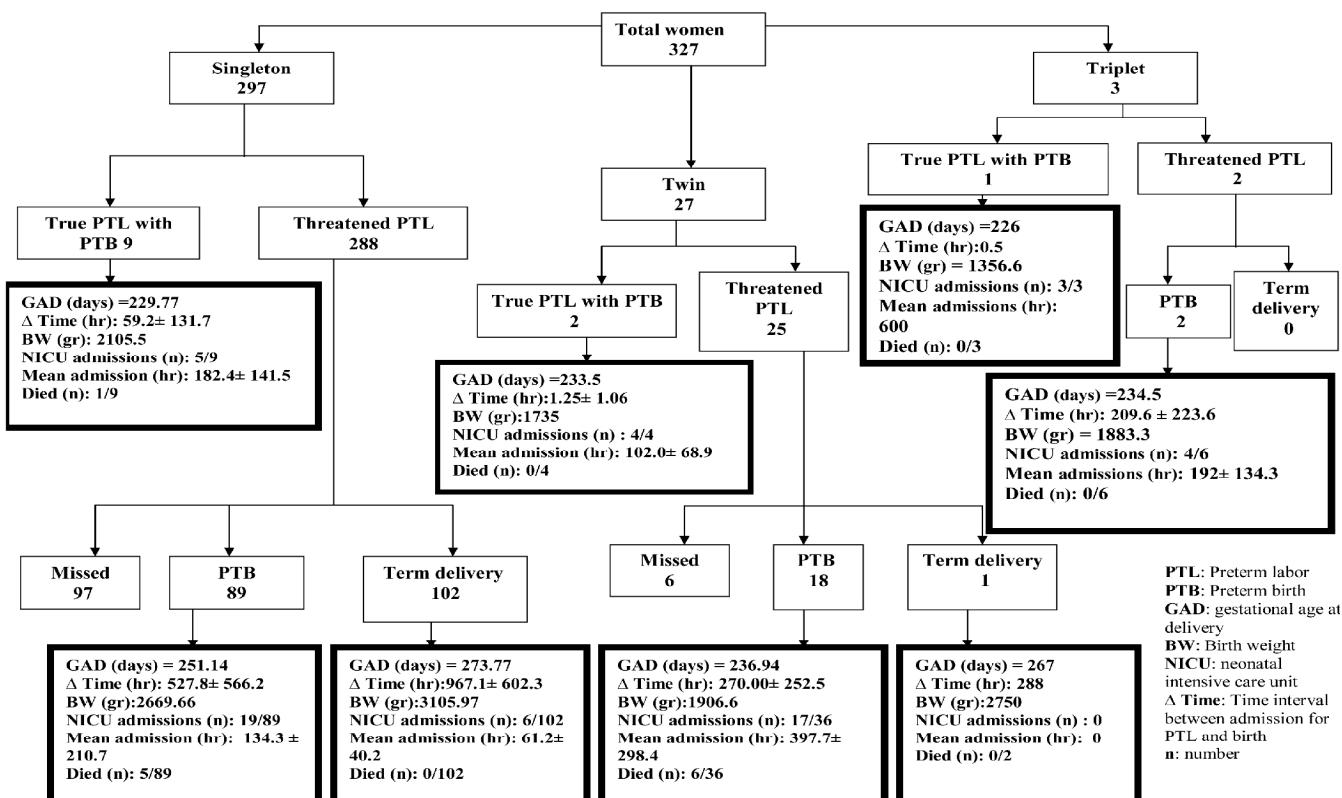 Total women
327
Singleton
297
Triplet
3
True PTL with PTB
1
Threatened PTL
2
Twin
27
True PTL with
PTB 9
Threatened PTL
288
GAD (days) =226
Δ Time (hr):0.5
BW (gr) = 1356.6
NICU admissions (n): 3/3
Mean admissions (hr):
600
Died (n): 0/3
PTB
2
Term
delivery
0
GAD (days) =229.77
Δ Time (hr): 59.2± 131.7
BW (gr): 2105.5
NICU admissions (n): 5/9
Mean admission (hr): 182.4± 141.5
Died (n): 1/9
True PTL with PTB
2
Threatened
PTL
25
GAD (days) =233.5
Δ Time (hr):1.25± 1.06
BW (gr):1735
NICU admissions (n) : 4/4
Mean admission (hr): 102.0± 68.9
Died (n): 0/4
GAD (days) =234.5
Δ Time (hr): 209.6 ± 223.6
BW (gr) = 1883.3
NICU admissions (n): 4/6
Mean admissions (hr): 192± 134.3
Died (n): 0/6
Missed
97
PTB
89
Term delivery
102
Missed
6
PTB
18
Term delivery
1
GAD (days) = 251.14
Δ Time (hr): 527.8± 566.2
BW (gr):2669.66
NICU admissions (n): 19/89
Mean admission (hr): 134.3 ±
210.7
Died (n): 5/89
GAD (days) = 273.77
Δ Time (hr):967.1± 602.3
BW (gr):3105.97
NICU admissions (n): 6/102
Mean admission (hr): 61.2±
40.2
Died (n): 0/102
GAD (days) = 236.94
Δ Time (hr): 270.00± 252.5
BW (gr):1906.6
NICU admissions (n): 17/36
Mean admission (hr): 397.7±
298.4
Died (n): 6/36
GAD (days) = 267
Δ Time (hr): 288
BW (gr):2750
NICU admissions (n) : 0
Mean admission (hr): 0
Died (n): 0/2
PTL: Preterm labor
PTB: Preterm birth
GAD: gestational age at
delivery
BW: Birth weight
NICU: neonatal
intensive care unit
Δ Time: Time interval
between admission for
PTL and birth
n: number